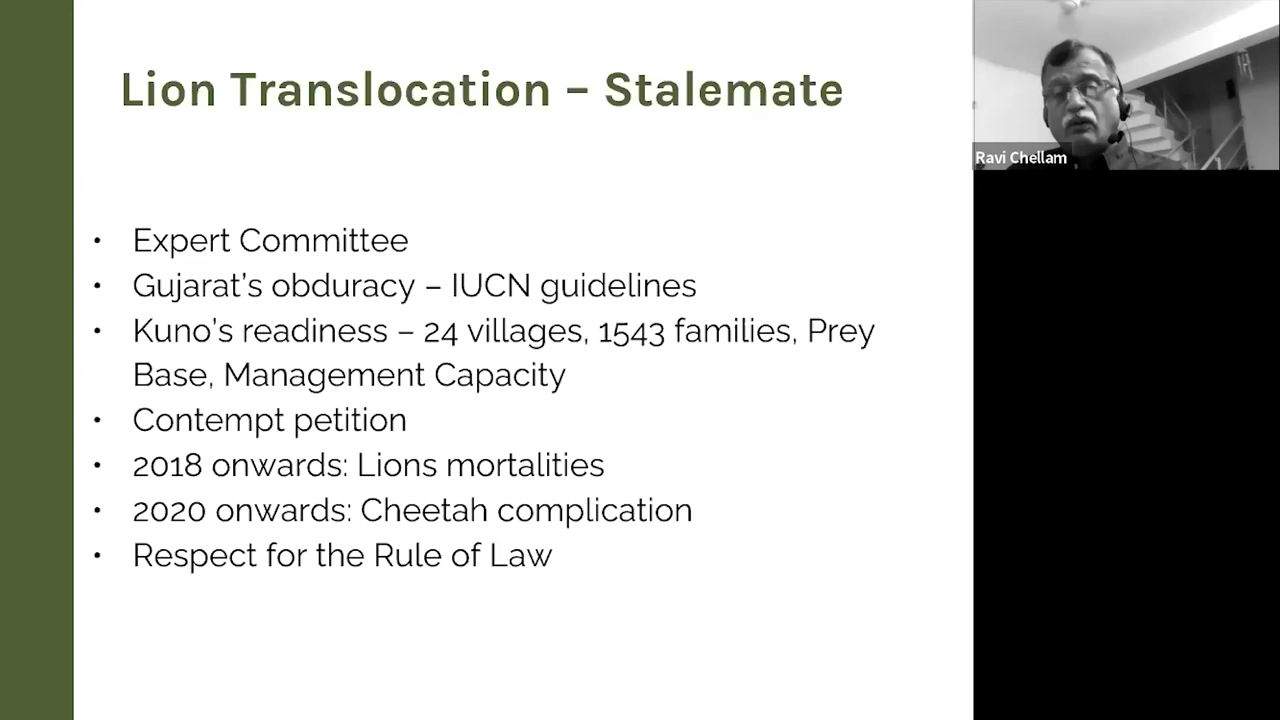 Lion Translocation – Stalemate
• Expert Committee
• Gujarat's obduracy – IUCN guidelines
• Kuno's readiness – 24 villages, 1543 families, Prey
Base, Management Capacity
• Contempt petition
• 2018 onwards: Lions mortalities
• 2020 onwards: Cheetah complication
• Respect for the Rule of Law
Ravi Chellam